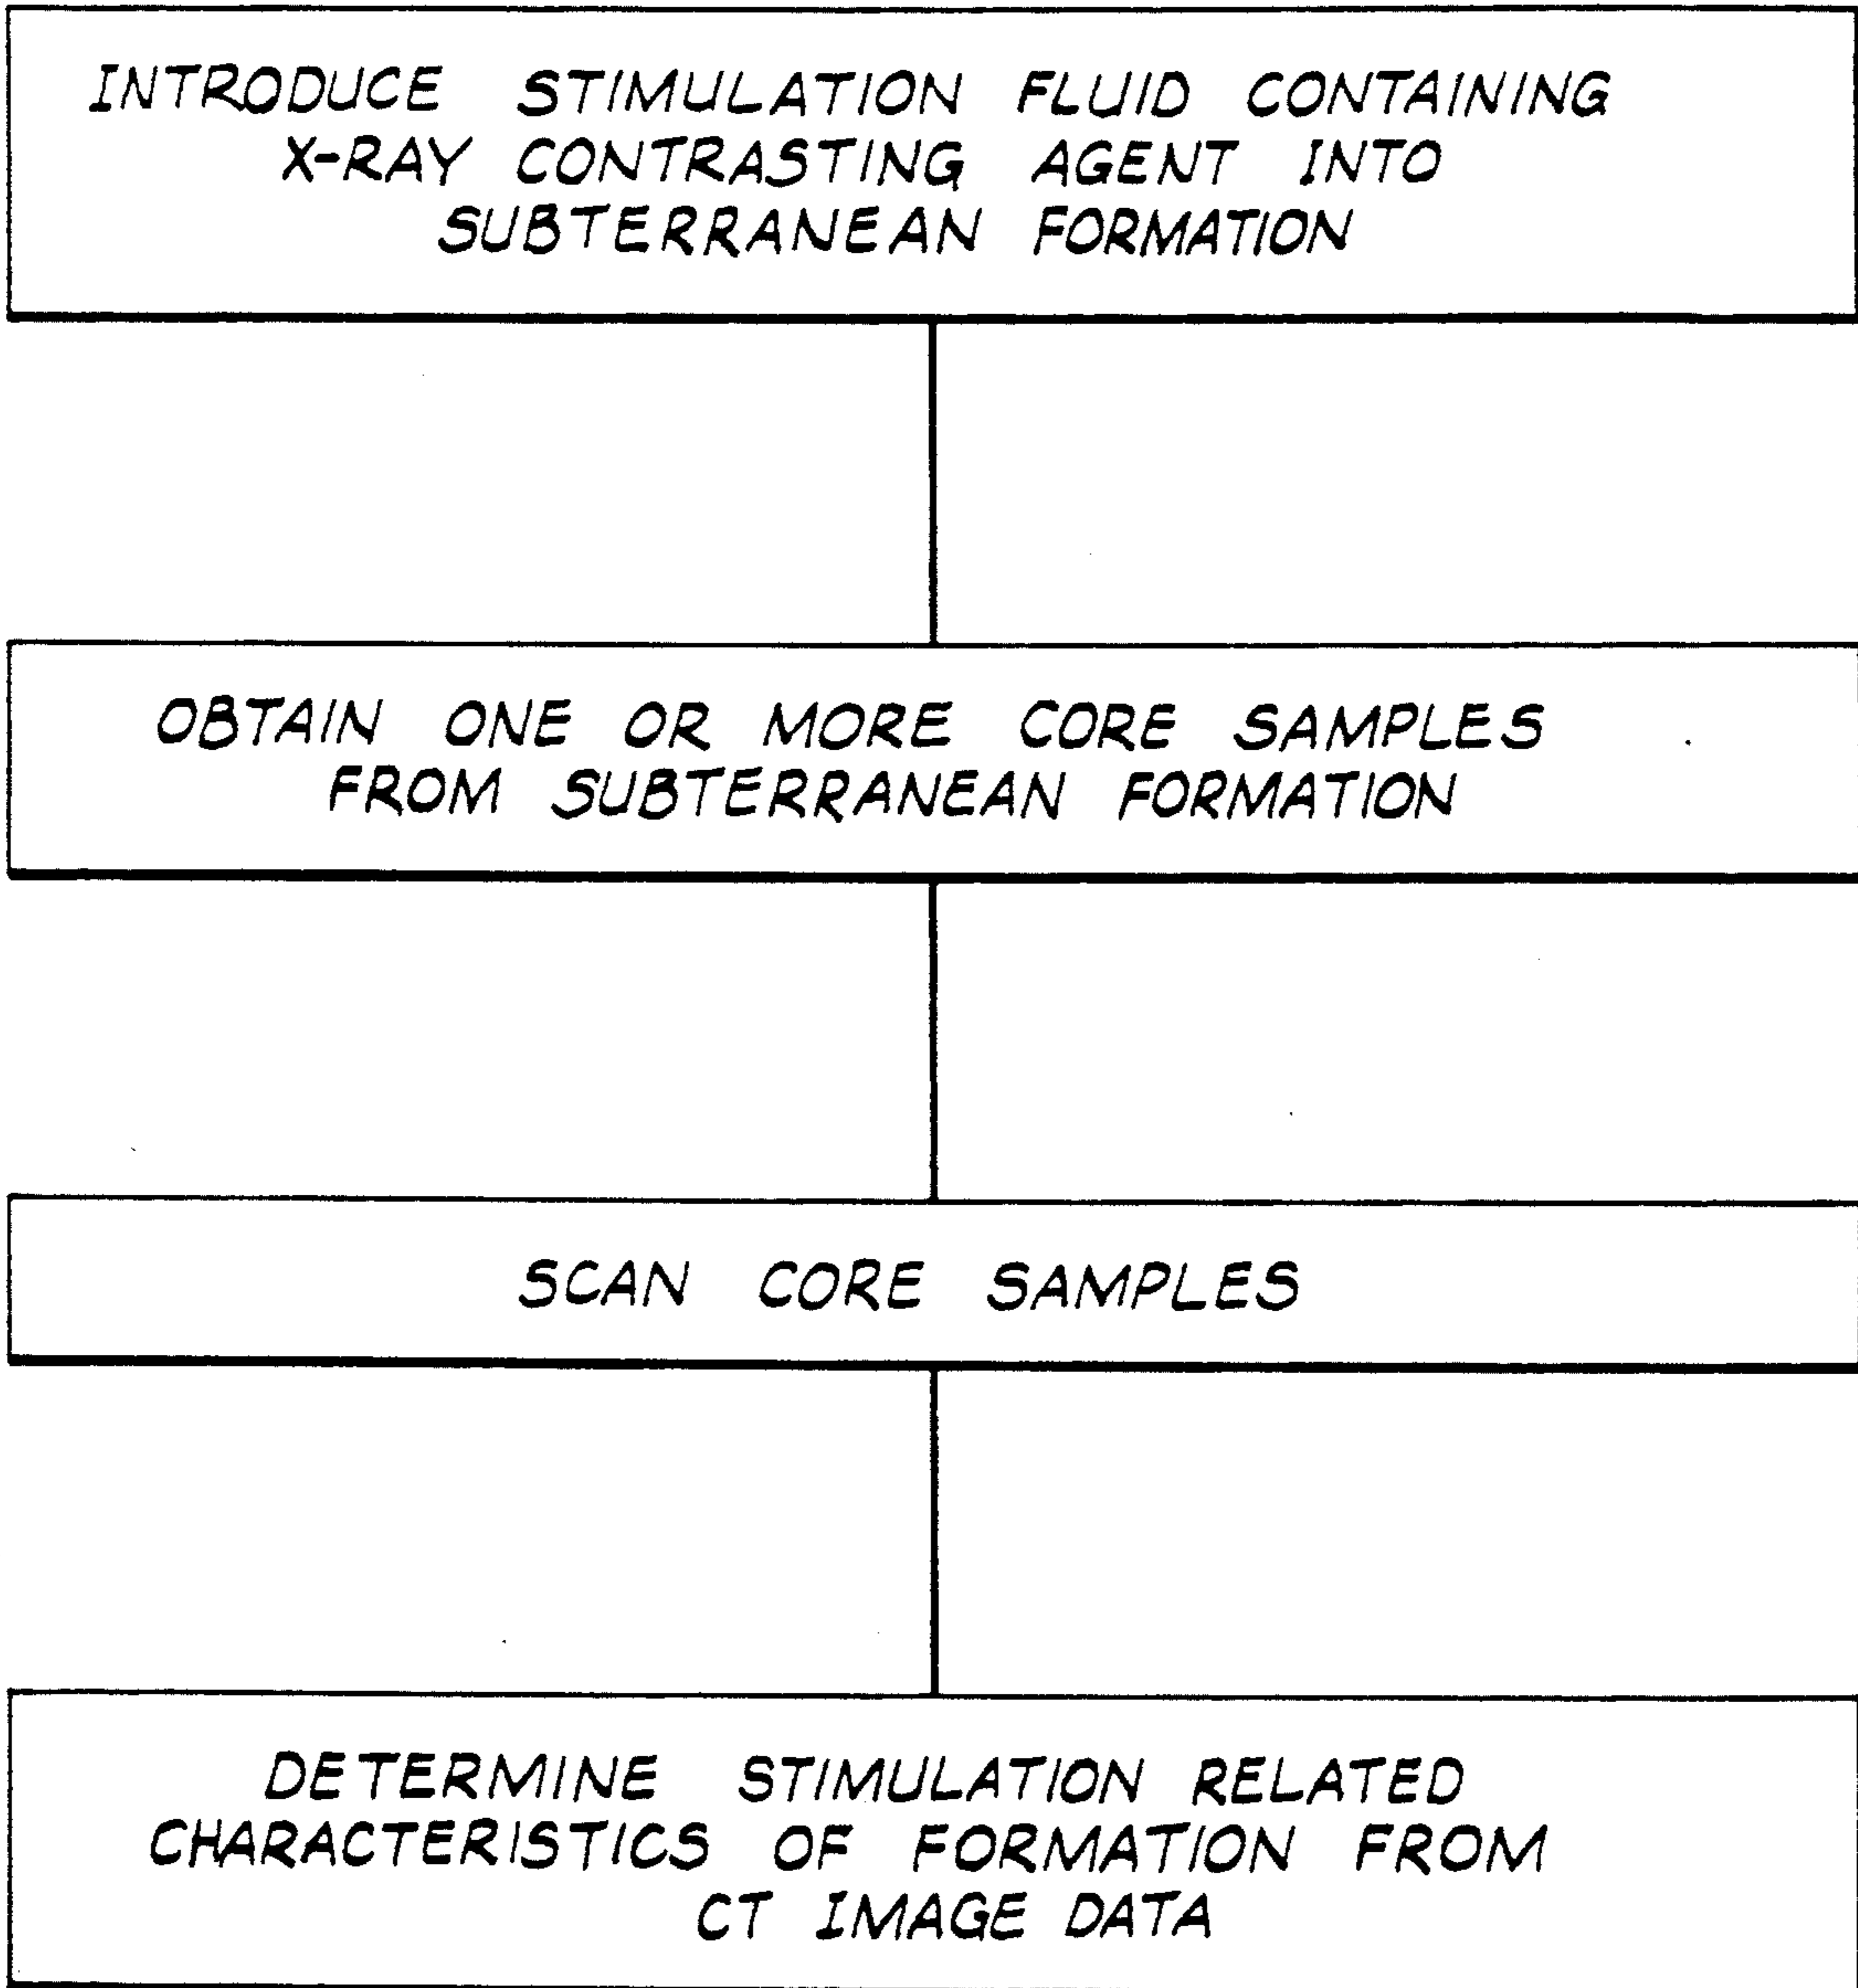 INTRODUCE STIMULATION FLUID CONTAINING
X-RAY CONTRASTING AGENT INTO
SUBTERRANEAN FORMATION
OBTAIN ONE OR MORE CORE SAMPLES
FROM SUBTERRANEAN FORMATION
SCAN CORE SAMPLES
DETERMINE STIMULATION RELATED
CHARACTERISTICS OF FORMATION FROM
CT IMAGE DATA